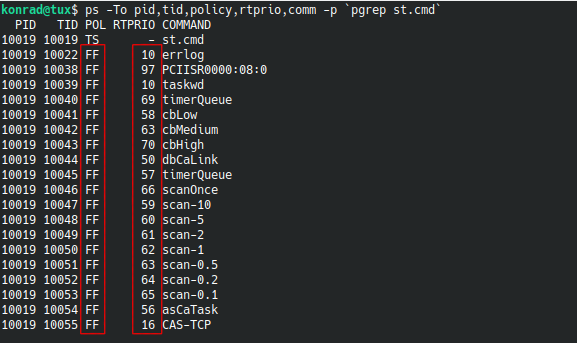 konrad@tux$ ps -To pid,tid,policy,rtprio,comm -p `pgrep st.cmd`
  PID   TID POL RTPRIO COMMAND
10019 10019 TS       - st.cmd
10019 10022 FF      10 errlog
10019 10038 FF      97 PCIISR0000:08:0
10019 10039 FF      10 taskwd
10019 10040 FF      69 timerQueue
10019 10041 FF      58 cbLow
10019 10042 FF      63 cbMedium
10019 10043 FF      70 cbHigh
10019 10044 FF      50 dbCaLink
10019 10045 FF      57 timerQueue
10019 10046 FF      66 scanOnce
10019 10047 FF      59 scan-10
10019 10048 FF      60 scan-5
10019 10049 FF      61 scan-2
10019 10050 FF      62 scan-1
10019 10051 FF      63 scan-0.5
10019 10052 FF      64 scan-0.2
10019 10053 FF      65 scan-0.1
10019 10054 FF      56 asCaTask
10019 10055 FF      16 CAS-TCP